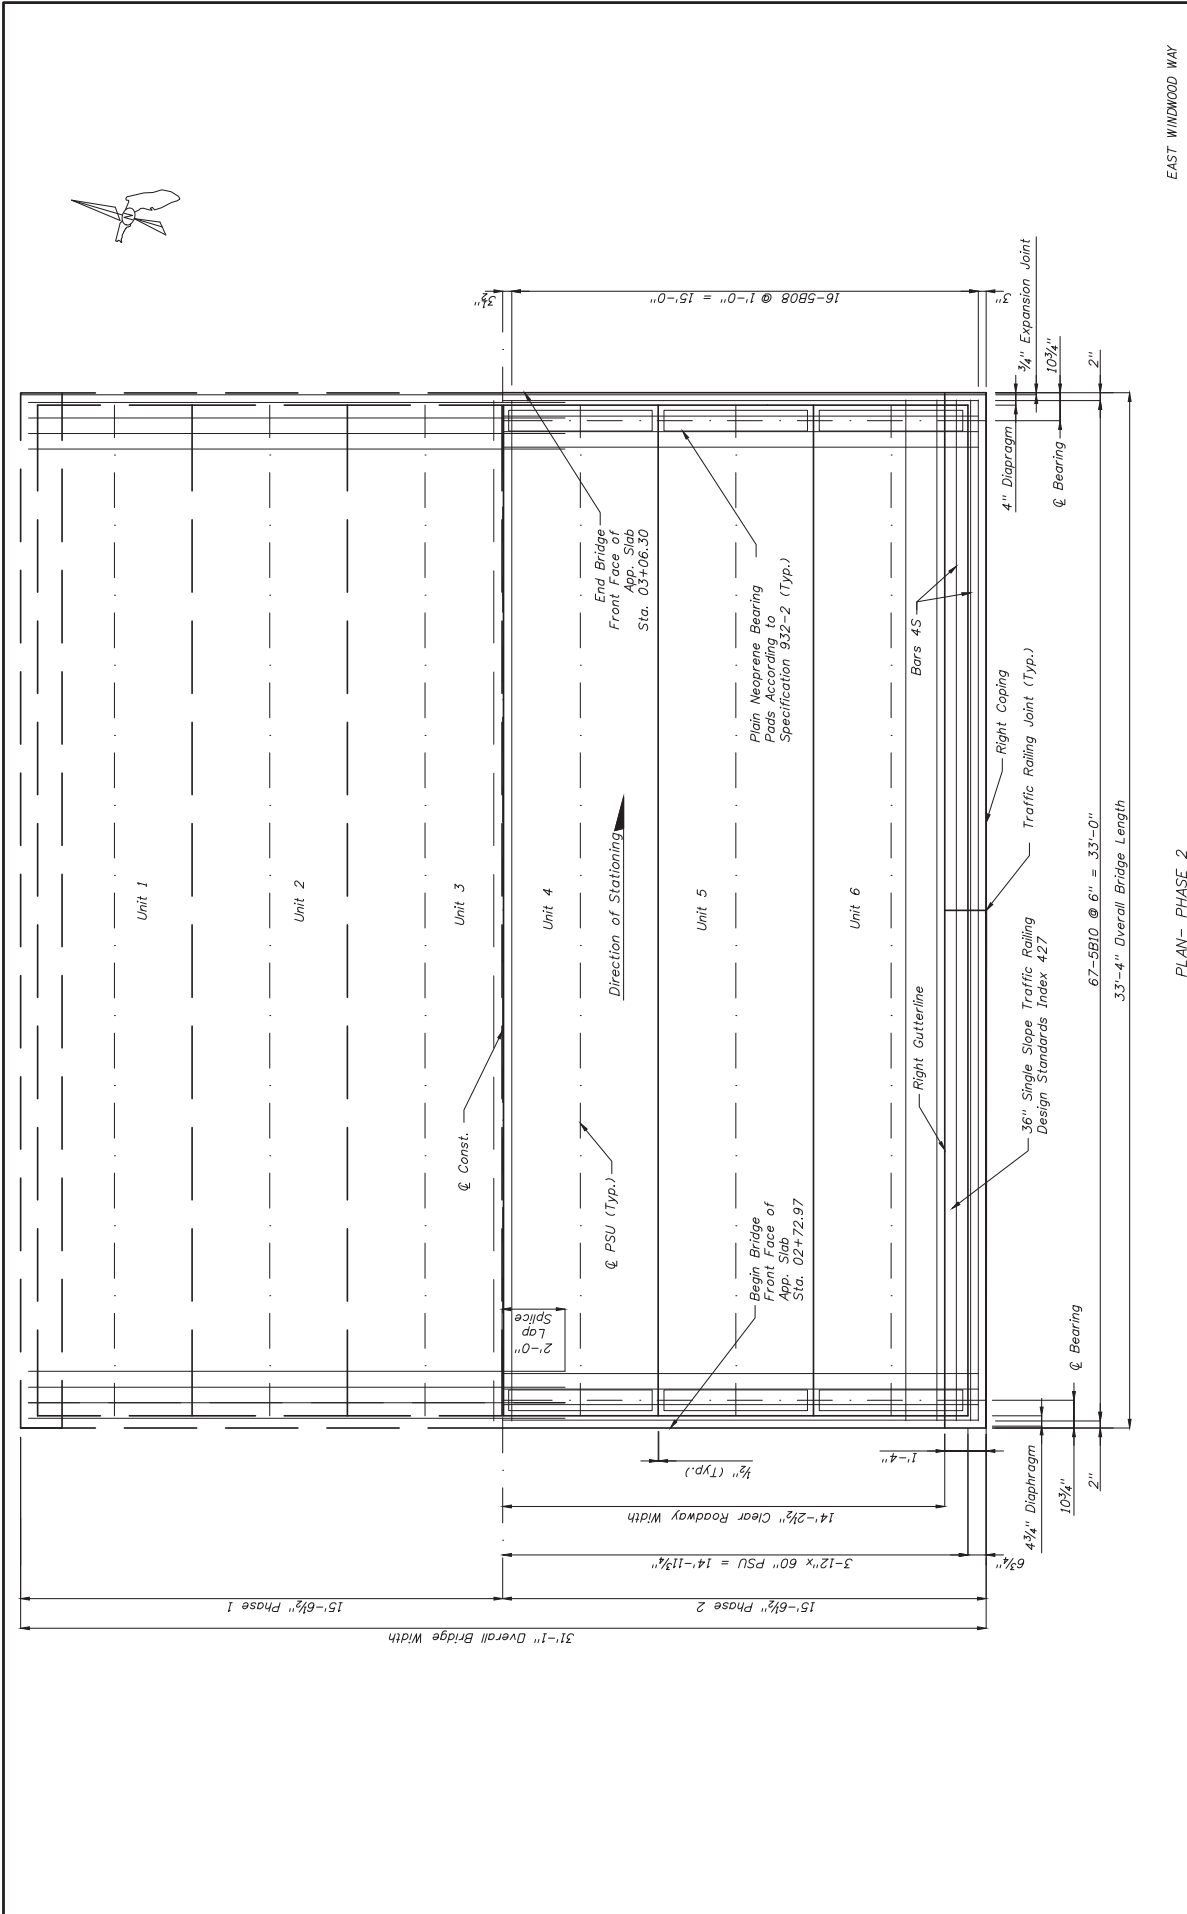 31'-1" Overall Bridge Width
15'-6½" Phase 1
15'-6½" Phase 2
3-12"x 60" PSU = 14'-11¾"
6¾"
14'-2½" Clear Roadway Width
1'-4"
½" (Typ.)
2'-0"
Lap
Splice
Unit 1
Unit 2
Unit 3
Unit 4
Unit 5
Unit 6
N
℄ Const.
℄ PSU (Typ.)
Direction of Stationing
Begin Bridge
Front Face of
App. Slab
Sta. 02+72.97
End Bridge
Front Face of
App. Slab
Sta. 03+06.30
Plain Neoprene Bearing
Pads According to
Specification 932-2 (Typ.)
Right Gutterline
Bars 4S
36" Single Slope Traffic Railing
Design Standards Index 427
Right Coping
Traffic Railing Joint (Typ.)
3½"
16-5B08 @ 1'-0" = 15'-0"
3"
4¾" Diaphragm
10¾"
2"
℄ Bearing
4" Diapragm
℄ Bearing
¾" Expansion Joint
10¾"
2"
67-5B10 @ 6" = 33'-0"
33'-4" Overall Bridge Length
PLAN- PHASE 2
EAST WINDWOOD WAY